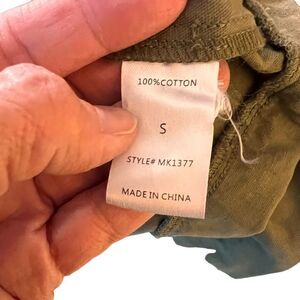 100%COTTON
S
STYLE# MK1377
MADE IN CHINA